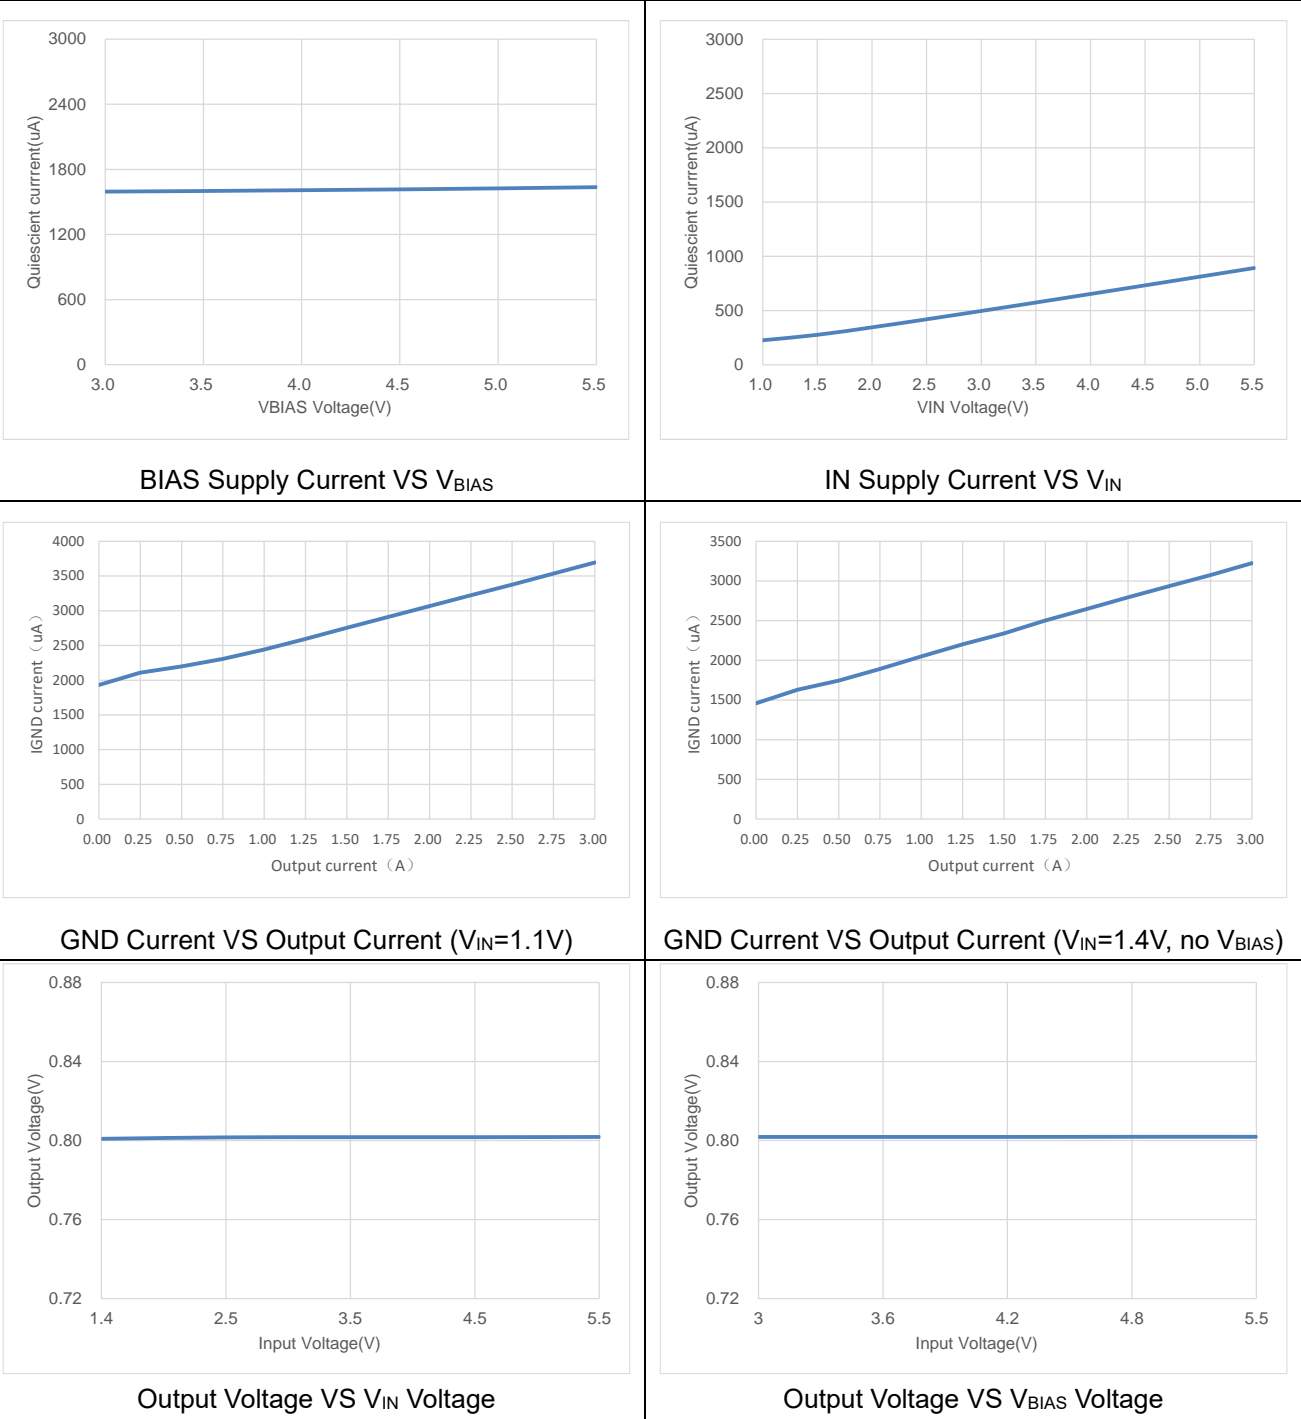 3000
2400
1800
1200
600
0
Quiescient currrent(uA)
3.0 3.5 4.0 4.5 5.0 5.5
VBIAS Voltage(V)
BIAS Supply Current VS VBIAS
3000
2500
2000
1500
1000
500
0
Quiescient currrent(uA)
1.0 1.5 2.0 2.5 3.0 3.5 4.0 4.5 5.0 5.5
VIN Voltage(V)
IN Supply Current VS VIN
4000
3500
3000
2500
2000
1500
1000
500
0
IGND current（uA）
0.00 0.25 0.50 0.75 1.00 1.25 1.50 1.75 2.00 2.25 2.50 2.75 3.00
Output current（A）
GND Current VS Output Current (VIN=1.1V)
3500
3000
2500
2000
1500
1000
500
0
IGND current（uA）
0.00 0.25 0.50 0.75 1.00 1.25 1.50 1.75 2.00 2.25 2.50 2.75 3.00
Output current（A）
GND Current VS Output Current (VIN=1.4V, no VBIAS)
0.88
0.84
0.80
0.76
0.72
Output Voltage(V)
1.4 2.5 3.5 4.5 5.5
Input Voltage(V)
Output Voltage VS VIN Voltage
0.88
0.84
0.80
0.76
0.72
Output Voltage(V)
3 3.6 4.2 4.8 5.5
Input Voltage(V)
Output Voltage VS VBIAS Voltage